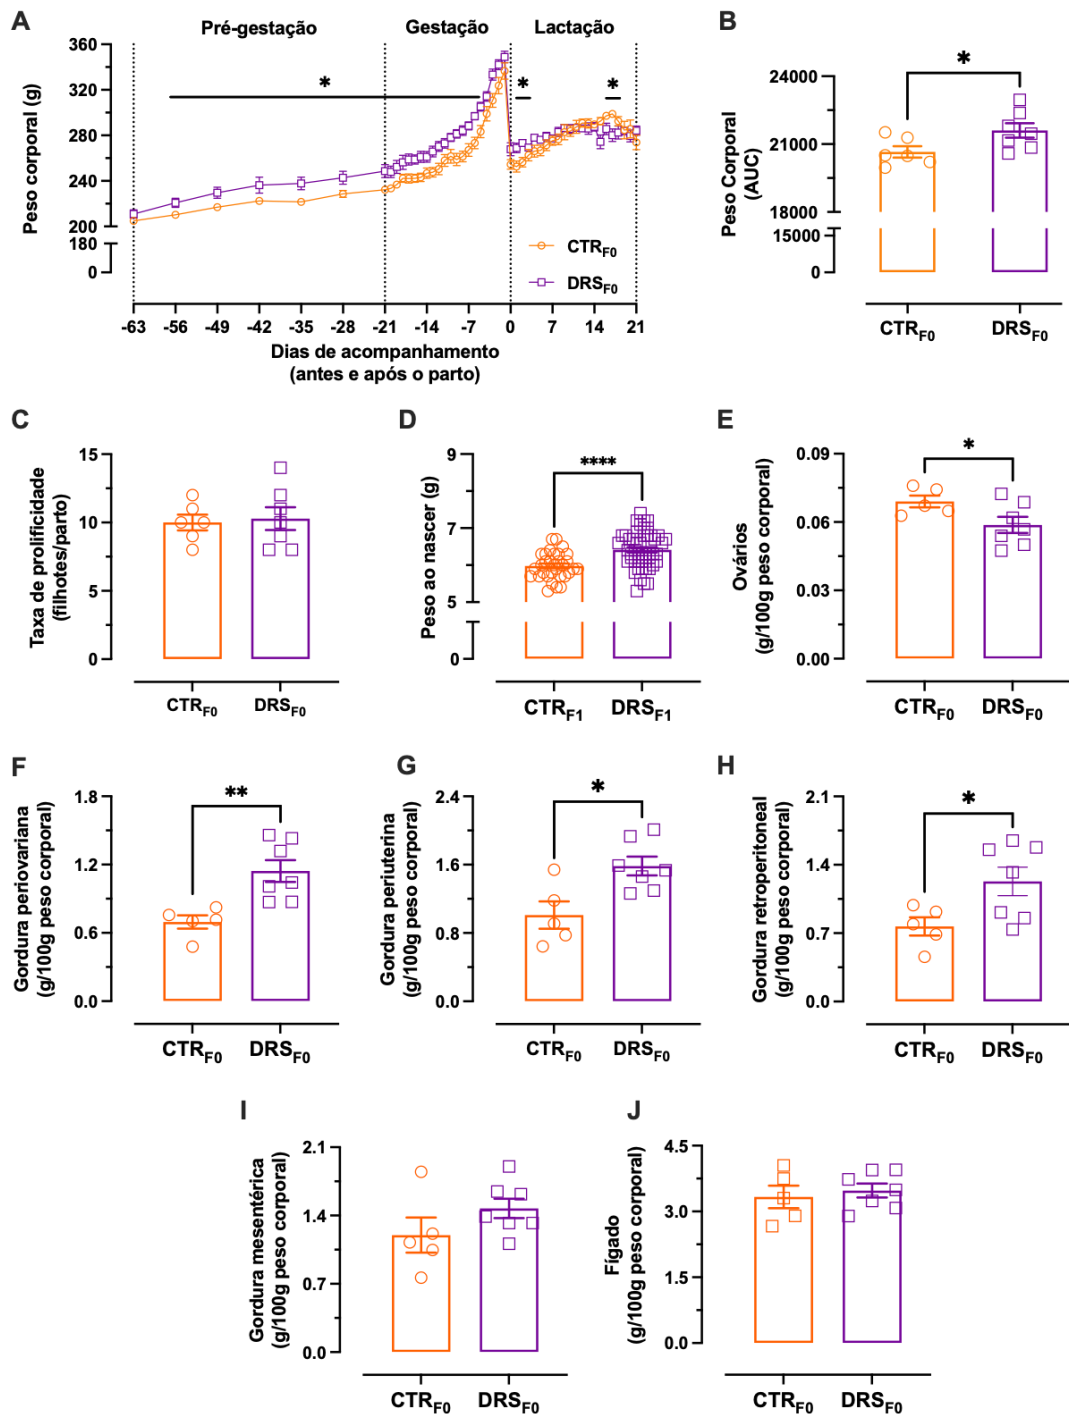 A
Pré-gestação Gestação Lactação
Peso corporal (g)
360
320
280
240
200
180
0
* * *
CTRF0
DRSF0
-63 -56 -49 -42 -35 -28 -21 -14 -7 0 7 14 21
Dias de acompanhamento
(antes e após o parto)
B
Peso Corporal
(AUC)
24000
21000
18000
15000
0
*
CTRF0 DRSF0
C
Taxa de prolificidade
(filhotes/parto)
15
10
5
0
CTRF0 DRSF0
D
Peso ao nascer (g)
9
7
5
0
****
CTRF1 DRSF1
E
Ovários
(g/100g peso corporal)
0.09
0.06
0.03
0.00
*
CTRF0 DRSF0
F
Gordura periovariana
(g/100g peso corporal)
1.8
1.2
0.6
0.0
**
CTRF0 DRSF0
G
Gordura periuterina
(g/100g peso corporal)
2.4
1.6
0.8
0.0
*
CTRF0 DRSF0
H
Gordura retroperitoneal
(g/100g peso corporal)
2.1
1.4
0.7
0.0
*
CTRF0 DRSF0
I
Gordura mesentérica
(g/100g peso corporal)
2.1
1.4
0.7
0.0
CTRF0 DRSF0
J
Fígado
(g/100g peso corporal)
4.5
3.0
1.5
0.0
CTRF0 DRSF0